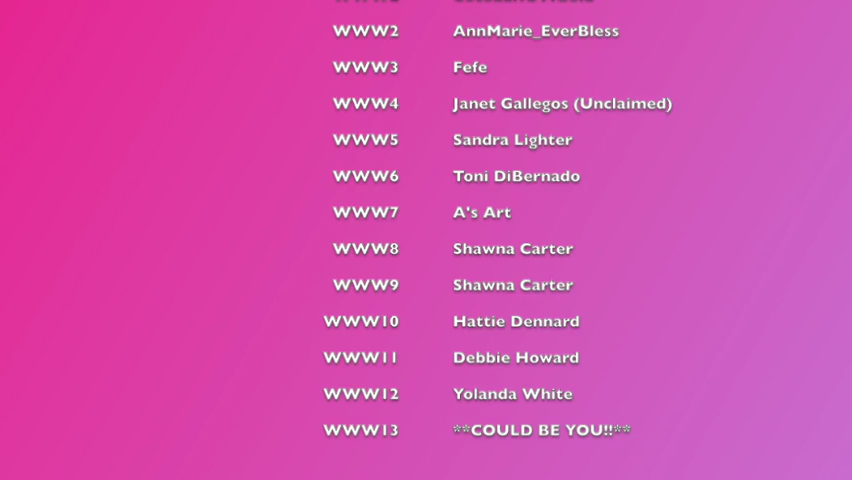 WWW2 AnnMarie_EverBless
WWW3 Fefe
WWW4 Janet Gallegos (Unclaimed)
WWW5 Sandra Lighter
WWW6 Toni DiBernado
WWW7 A's Art
WWW8 Shawna Carter
WWW9 Shawna Carter
WWW10 Hattie Dennard
WWW11 Debbie Howard
WWW12 Yolanda White
WWW13 **COULD BE YOU!!**